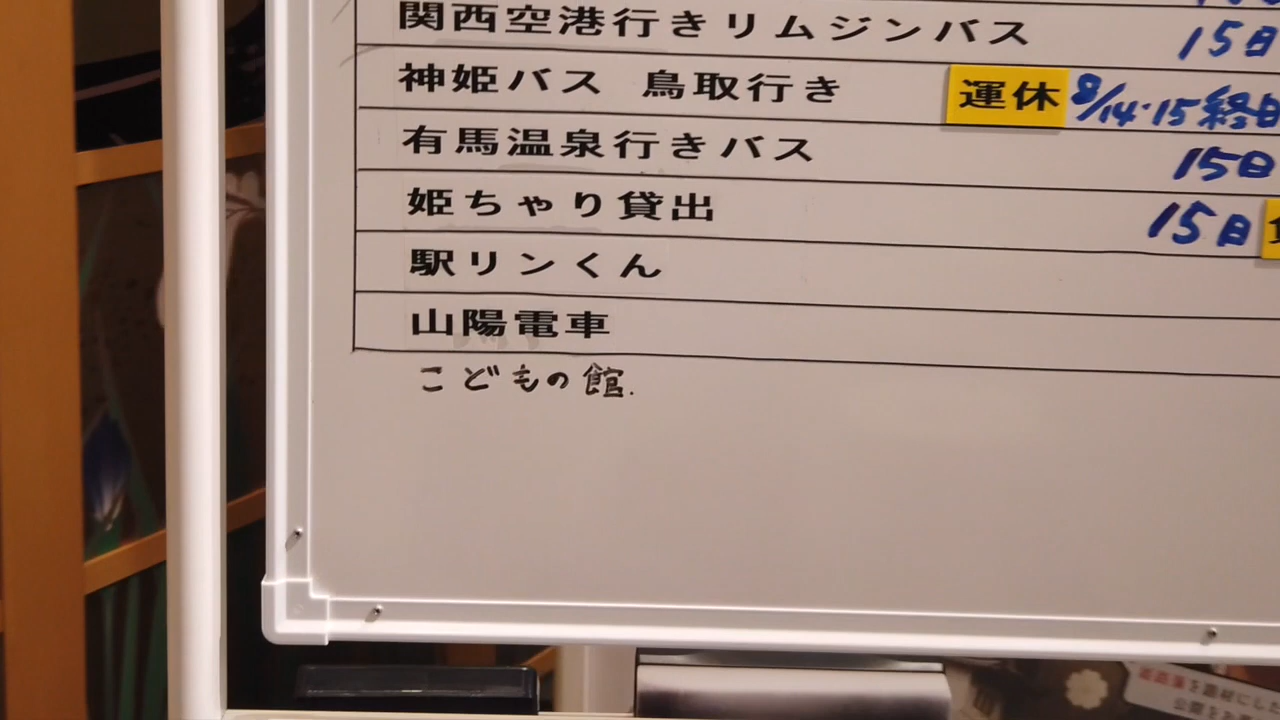 関西空港行きリムジンバス 15日
神姫バス 鳥取行き 運休 8/14・15終日
有馬温泉行きバス 15日
姫ちゃり貸出 15日
駅リンくん
山陽電車
こどもの館.